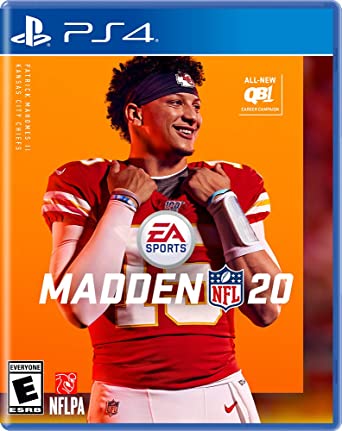 PS4
PATRICK MAHOMES II
KANSAS CITY CHIEFS
ALL-NEW
QB1
CAREER CAMPAIGN
EA
SPORTS
15
MADDEN NFL 20
EVERYONE
E
ESRB
NFLPA